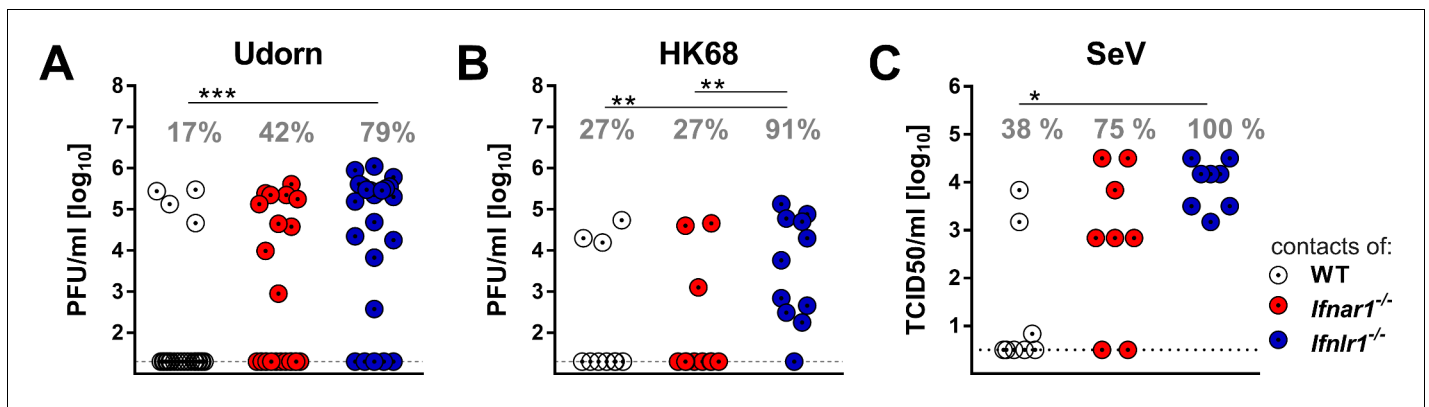 A
Udorn
PFU/ml [log10]
8
7
6
5
4
3
2
***
17%
42%
79%
B
HK68
PFU/ml [log10]
8
7
6
5
4
3
2
**
**
27%
27%
91%
C
SeV
TCID50/ml [log10]
6
5
4
3
2
1
*
38 %
75 %
100 %
contacts of:
WT
Ifnar1-/-
Ifnlr1-/-